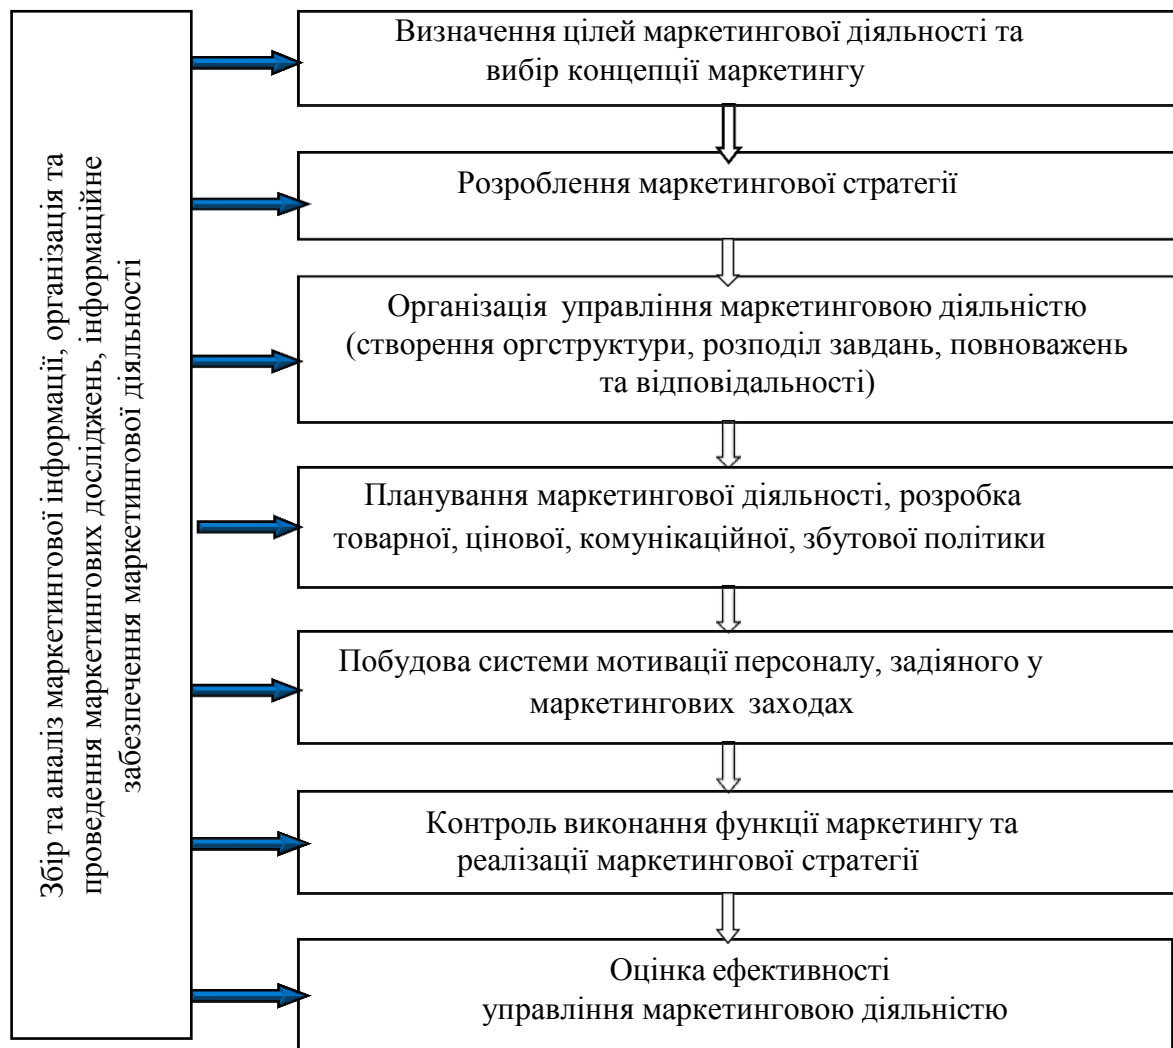 Збір та аналіз маркетингової інформації, організація та
проведення маркетингових досліджень, інформаційне
забезпечення маркетингової діяльності
Визначення цілей маркетингової діяльності та
вибір концепції маркетингу
Розроблення маркетингової стратегії
Організація управління маркетинговою діяльністю
(створення оргструктури, розподіл завдань, повноважень
та відповідальності)
Планування маркетингової діяльності, розробка
товарної, цінової, комунікаційної, збутової політики
Побудова системи мотивації персоналу, задіяного у
маркетингових заходах
Контроль виконання функції маркетингу та
реалізації маркетингової стратегії
Оцінка ефективності
управління маркетинговою діяльністю